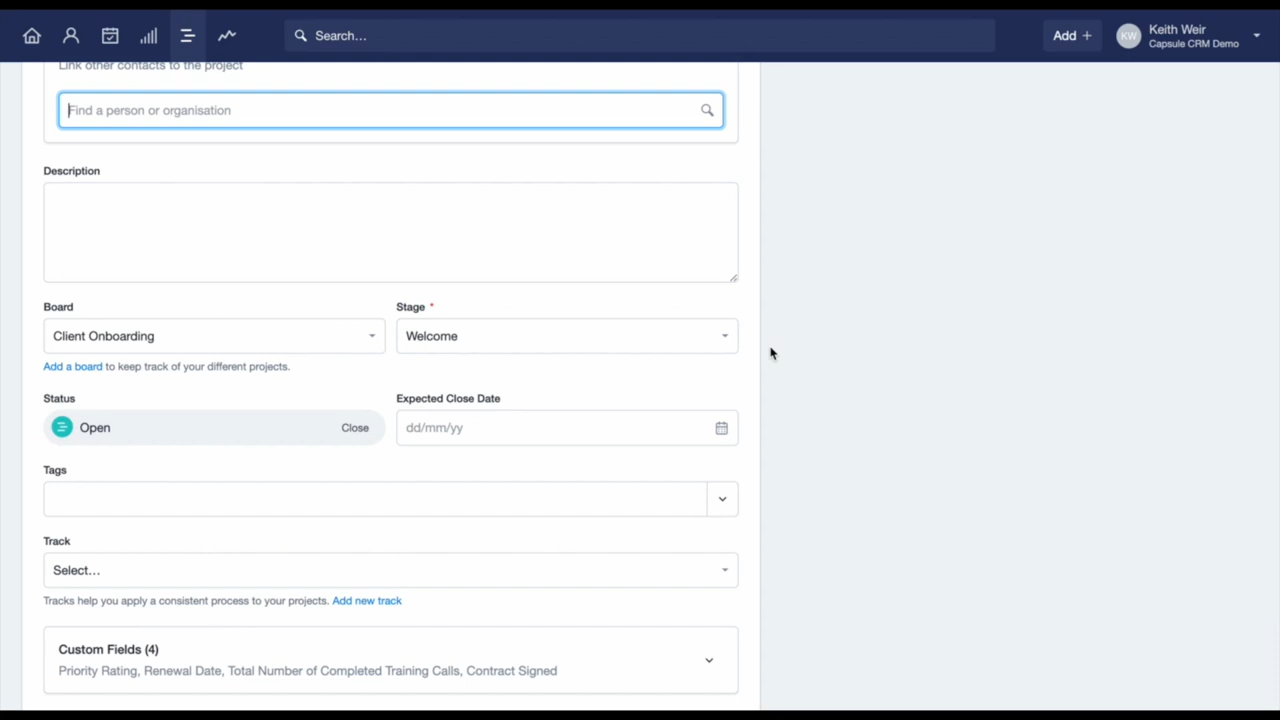 Search...
Add +
KW
Keith Weir
Capsule CRM Demo
Link other contacts to the project
Find a person or organisation
Description
Board
Stage *
Client Onboarding
Welcome
Add a board to keep track of your different projects.
Status
Expected Close Date
Open
Close
dd/mm/yy
Tags
Track
Select...
Tracks help you apply a consistent process to your projects. Add new track
Custom Fields (4)
Priority Rating, Renewal Date, Total Number of Completed Training Calls, Contract Signed